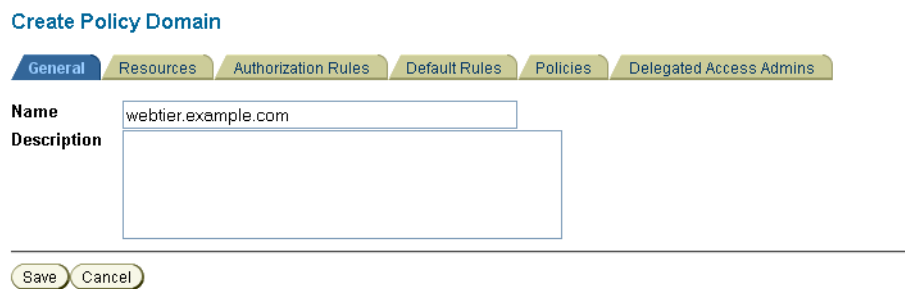 Create Policy Domain
General Resources Authorization Rules Default Rules Policies Delegated Access Admins
Name webtier.example.com
Description
Save Cancel